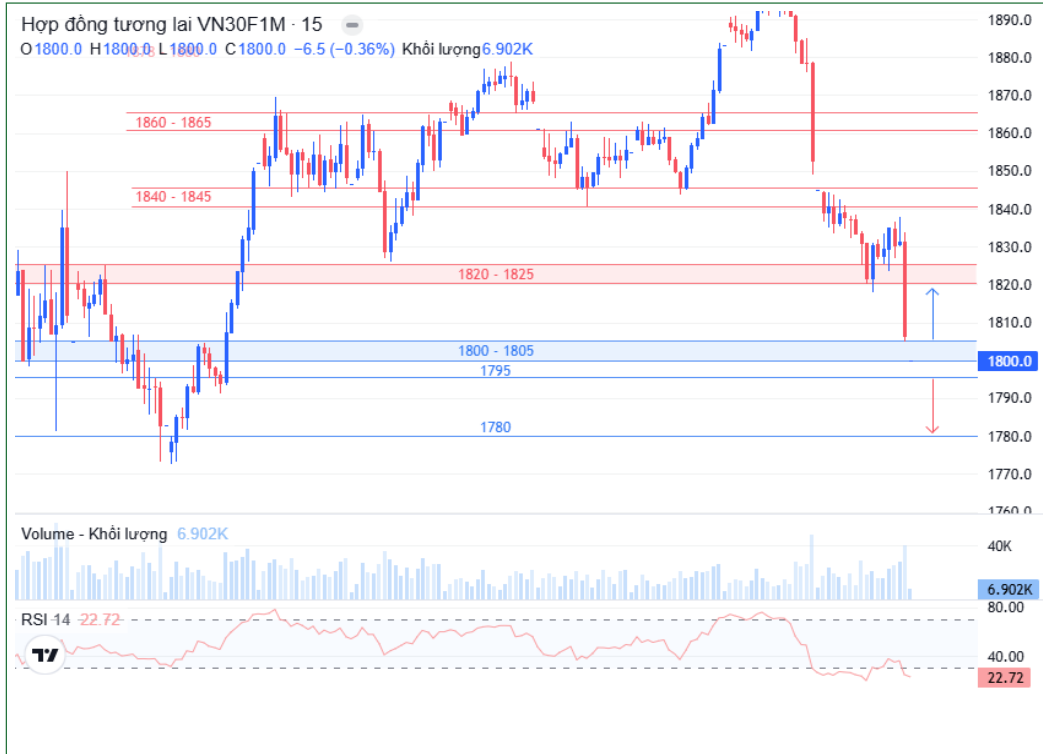 Hợp đồng tương lai VN30F1M · 15
O1800.0 H1800.0 L1800.0 C1800.0 −6.5 (−0.36%) Khối lượng6.902K
1860 - 1865
1840 - 1845
1820 - 1825
1800 - 1805
1795
1780
1890.0
1880.0
1870.0
1860.0
1850.0
1840.0
1830.0
1820.0
1810.0
1800.0
1790.0
1780.0
1770.0
1760.0
Volume - Khối lượng 6.902K
40K
6.902K
RSI 14 22.72
80.00
40.00
22.72